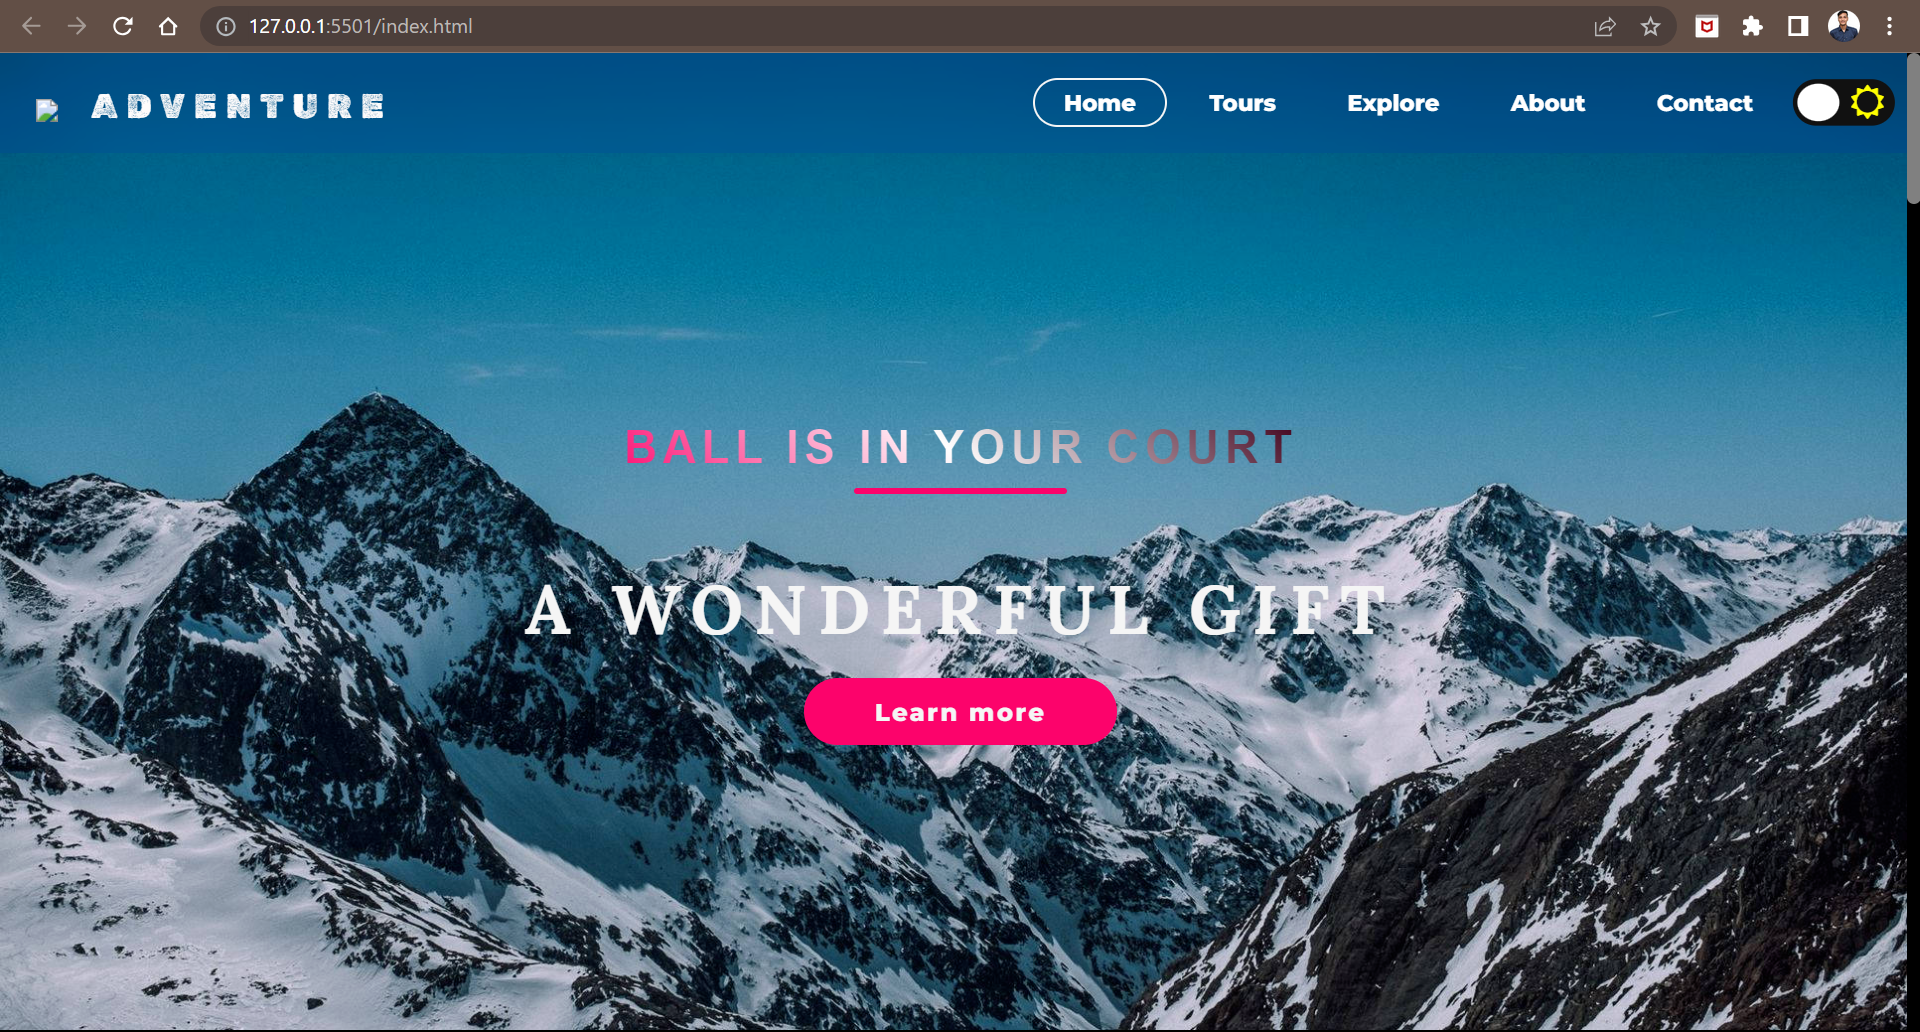 127.0.0.1:5501/index.html
ADVENTURE
Home Tours Explore About Contact
BALL IS IN YOUR COURT
A WONDERFUL GIFT
Learn more